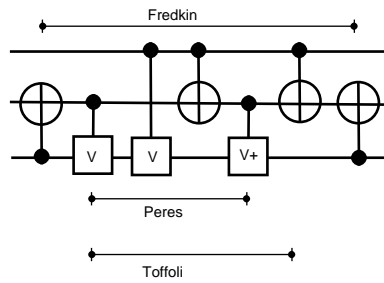 Fredkin
V
V
V+
Peres
Toffoli